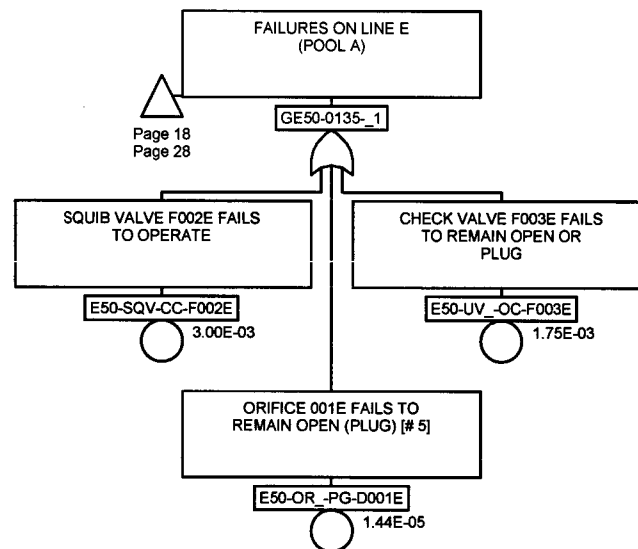 FAILURES ON LINE E
(POOL A)
Page 18
Page 28
GE50-0135-_1
SQUIB VALVE F002E FAILS
TO OPERATE
E50-SQV-CC-F002E
3.00E-03
CHECK VALVE F003E FAILS
TO REMAIN OPEN OR
PLUG
E50-UV_-OC-F003E
1.75E-03
ORIFICE 001E FAILS TO
REMAIN OPEN (PLUG) [# 5]
E50-OR_-PG-D001E
1.44E-05